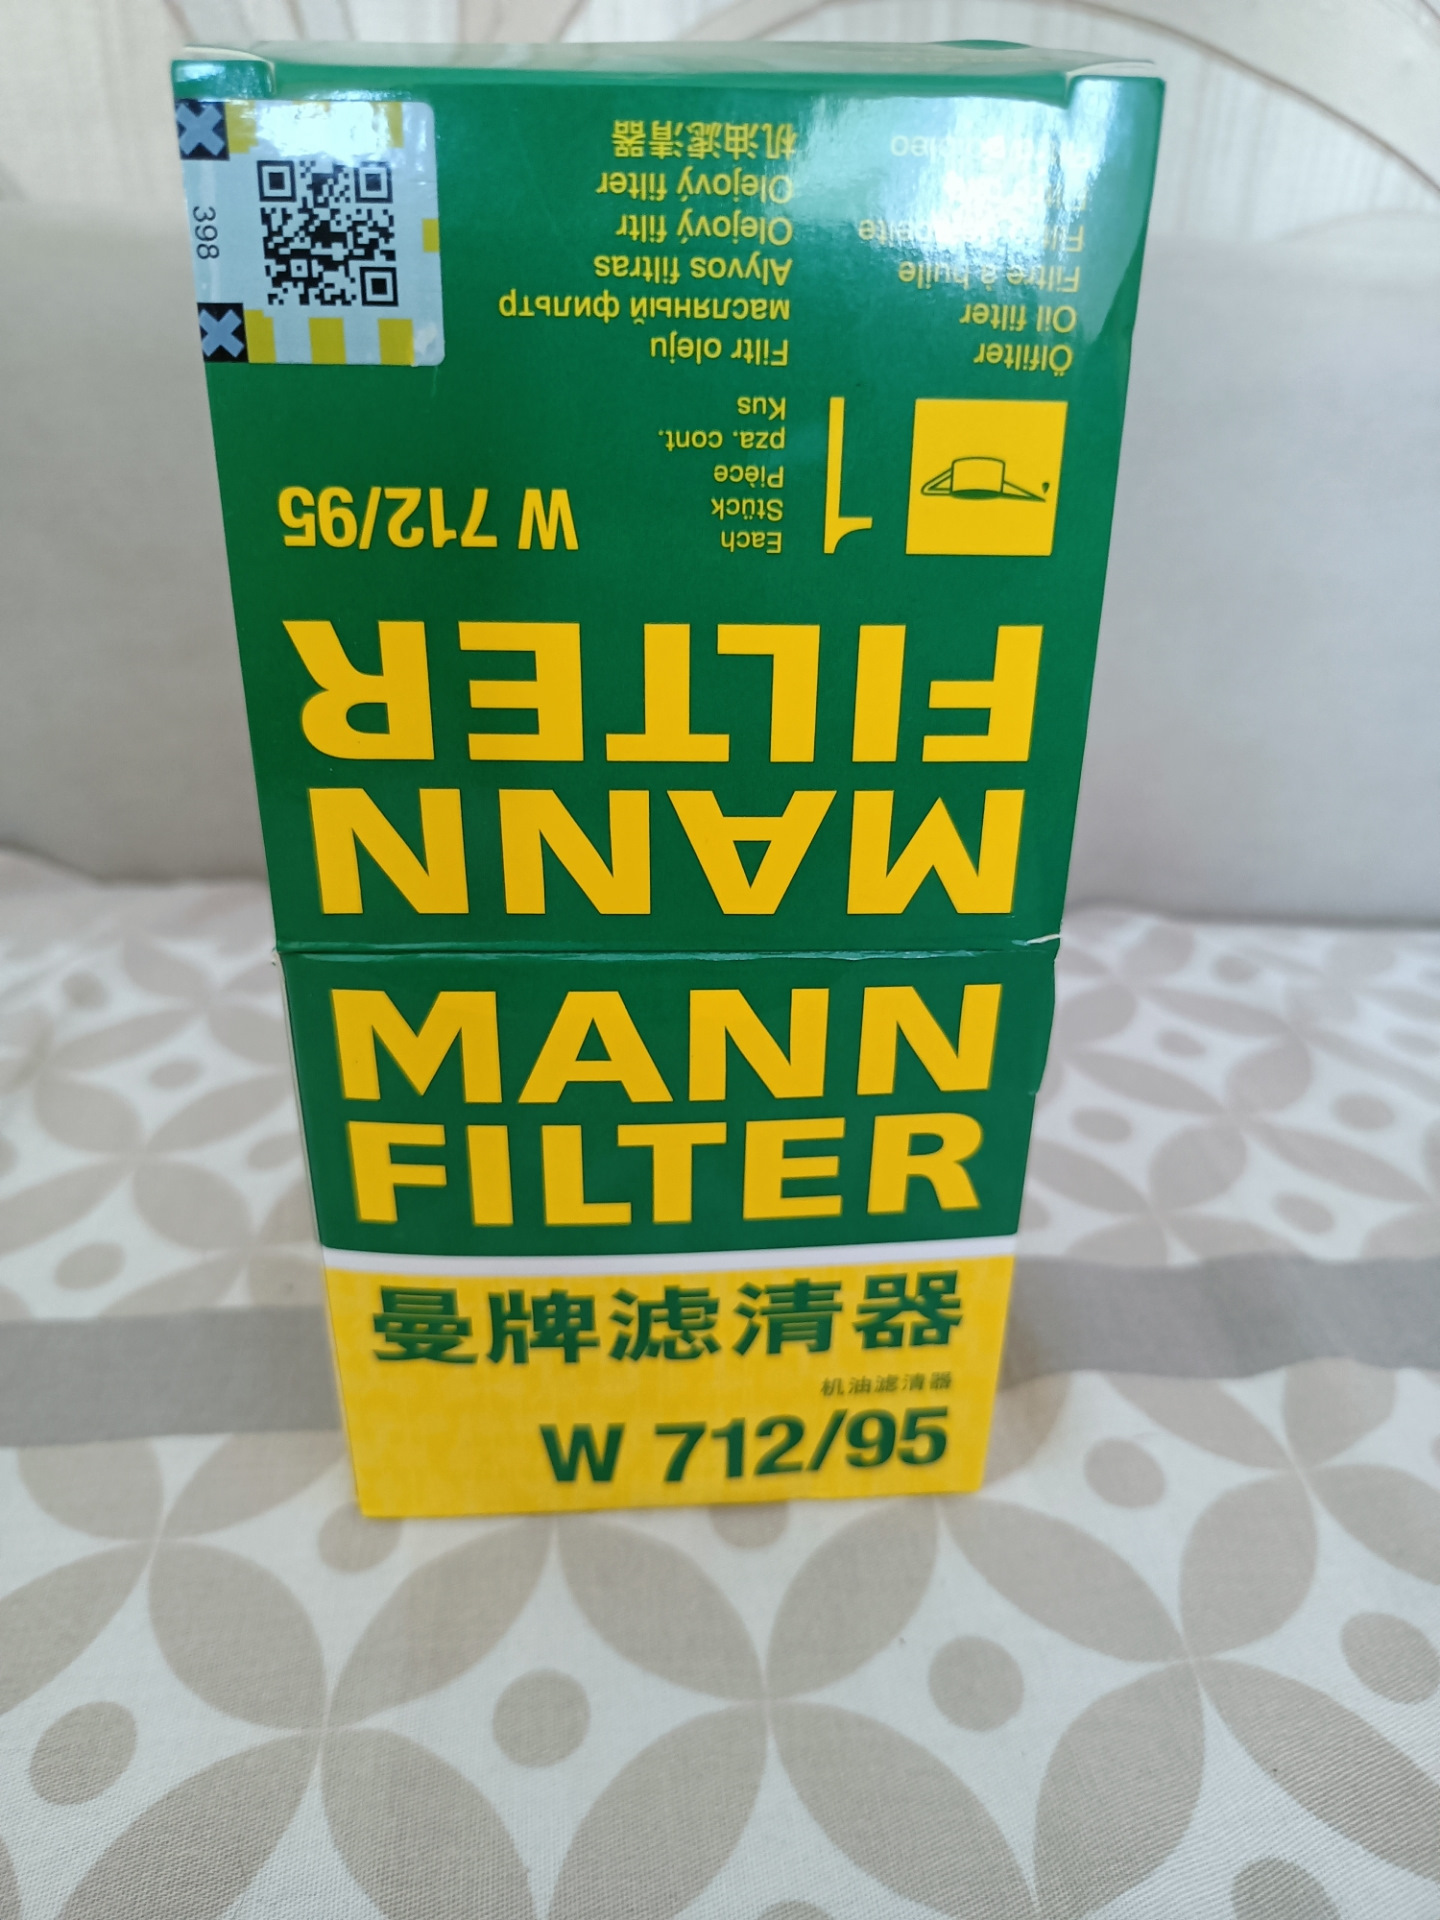 MANN
FILTER
W 712/95
1
Each
Stück
Pièce
pza. cont.
Kus
Ölfilter
Oil filter
Filtre à huile
Filtr oleju
масляный фильтр
Alyvos filtras
Olejový filtr
Olejový filter
机油滤清器
398
MANN
FILTER
曼牌滤清器
机油滤清器
W 712/95